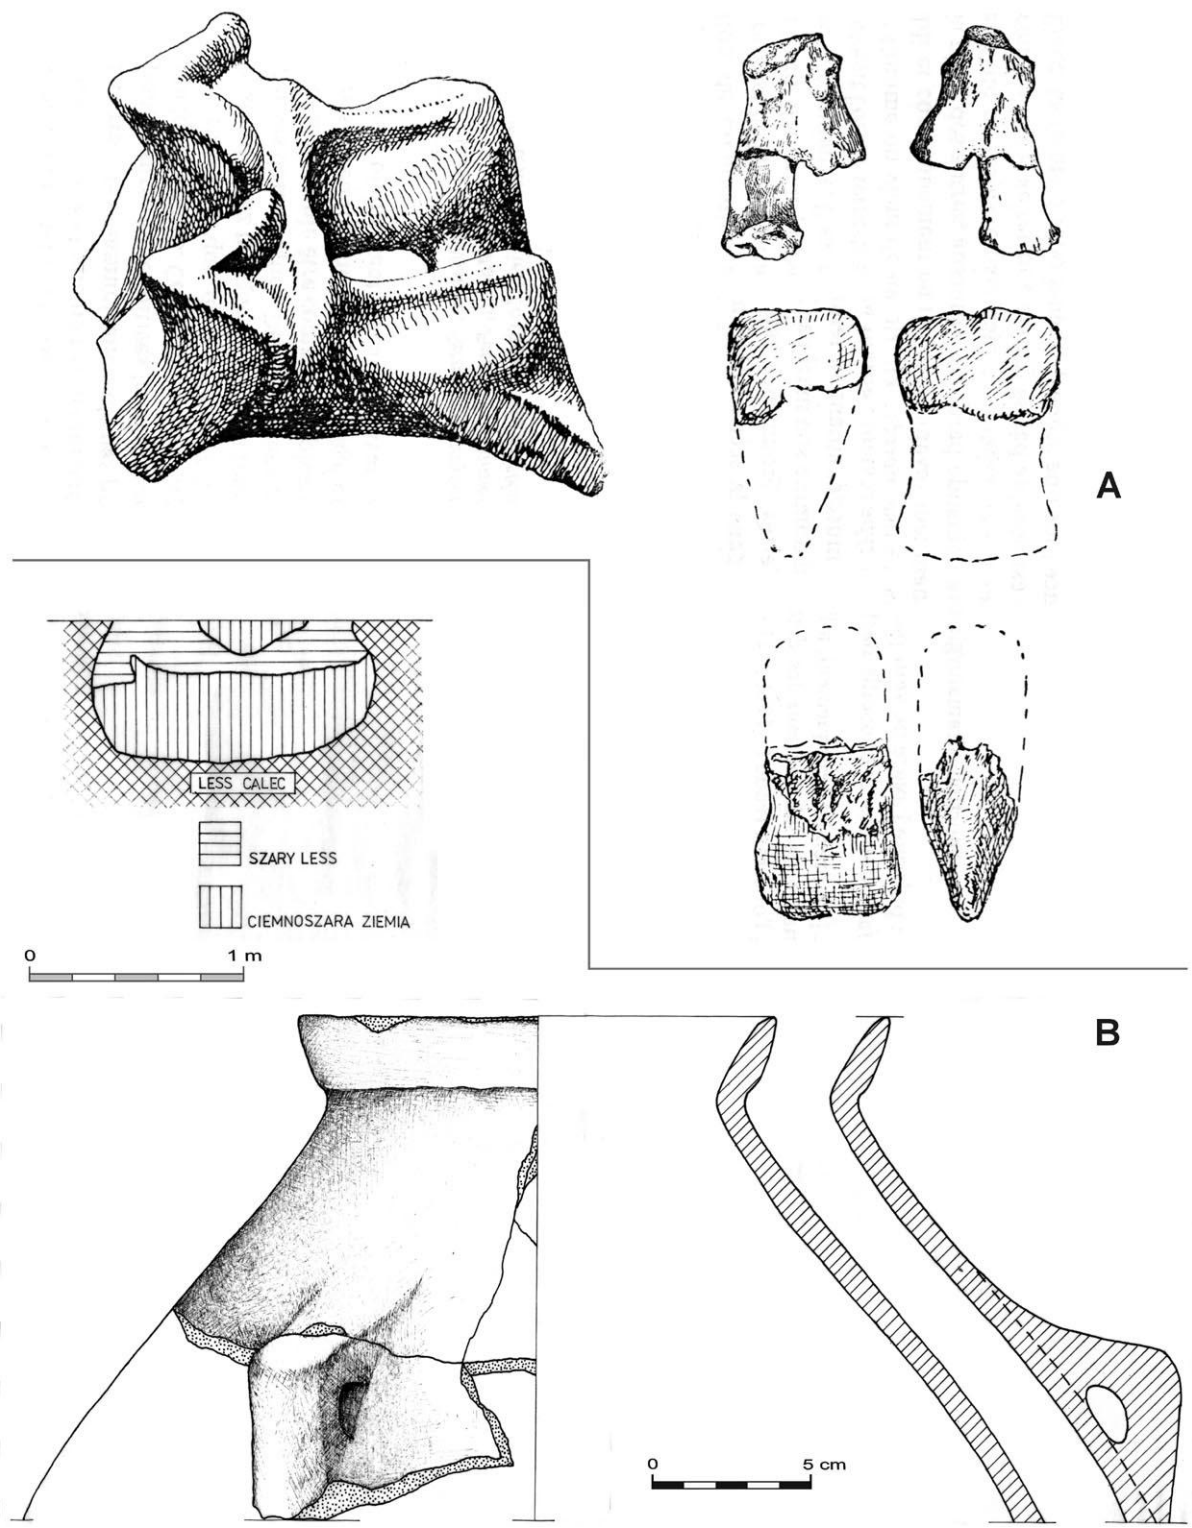 A
LESS CALEC
SZARY LESS
CIEMNOSZARA ZIEMIA
0 1 m
B
0 5 cm